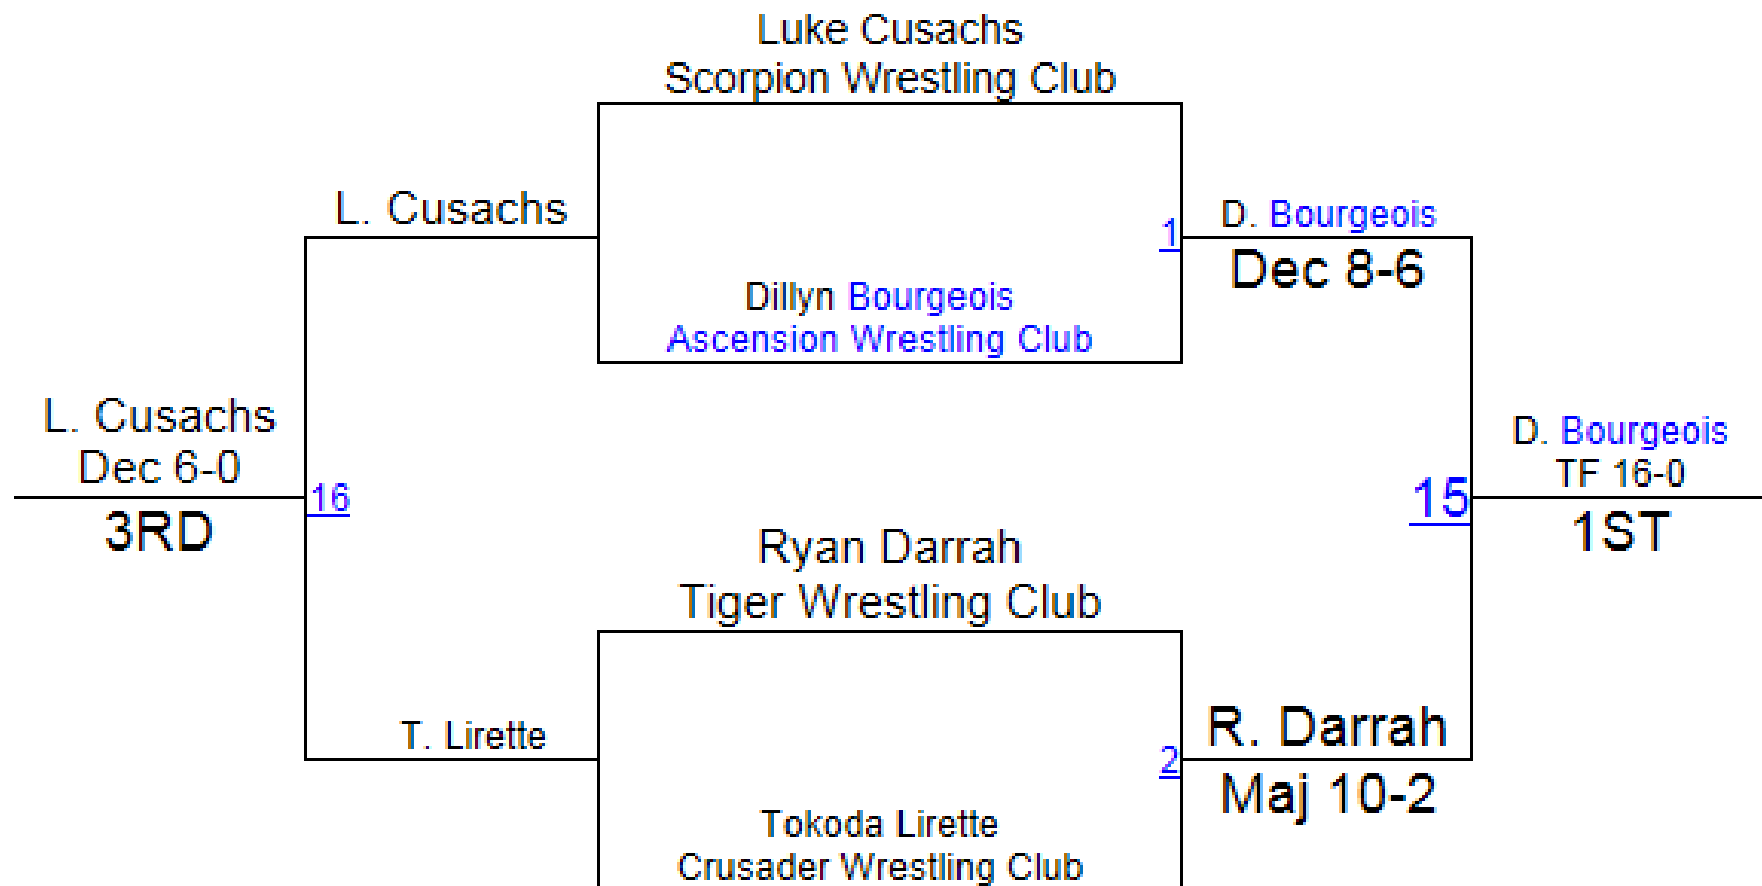 Luke Cusachs
Scorpion Wrestling Club
L. Cusachs
1
D. Bourgeois
Dec 8-6
Dillyn Bourgeois
Ascension Wrestling Club
L. Cusachs
Dec 6-0
16
3RD
D. Bourgeois
TF 16-0
15
1ST
Ryan Darrah
Tiger Wrestling Club
T. Lirette
2
R. Darrah
Maj 10-2
Tokoda Lirette
Crusader Wrestling Club